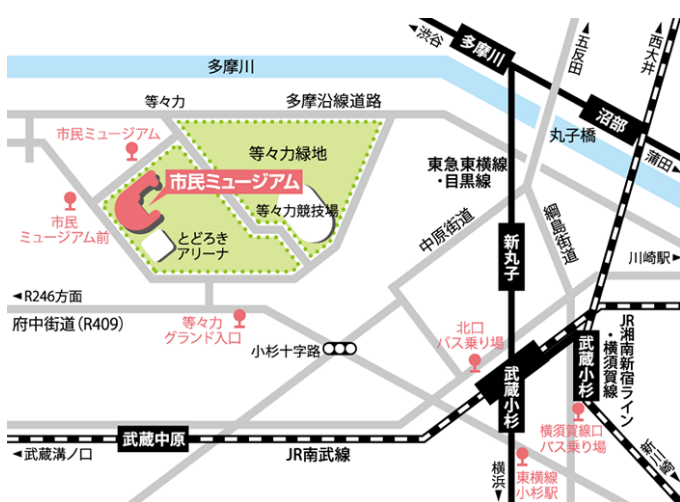 渋谷
多摩川
五反田
西大井
多摩川
等々力
多摩沿線道路
沼部
丸子橋
蒲田
市民ミュージアム
等々力緑地
東急東横線
・目黒線
市民ミュージアム
市民
ミュージアム前
等々力競技場
とどろき
アリーナ
中原街道
綱島街道
新丸子
川崎駅
R246方面
府中街道(R409)
等々力
グランド入口
小杉十字路
北口
バス乗り場
武蔵小杉
武蔵小杉
JR湘南新宿ライン
・横須賀線
武蔵中原
武蔵溝ノ口
JR南武線
横須賀線口
バス乗り場
新川崎
横浜
東横線
小杉駅